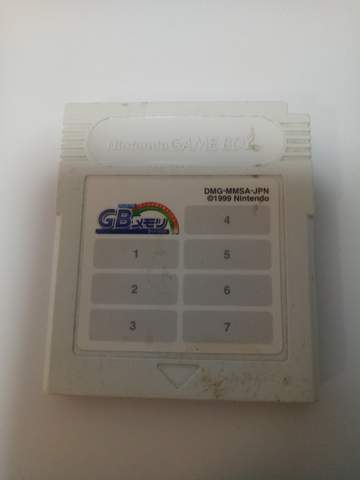 Nintendo GAME BOY
DMG-MMSA-JPN
©1999 Nintendo
GBメモリ
1
2
3
4
5
6
7